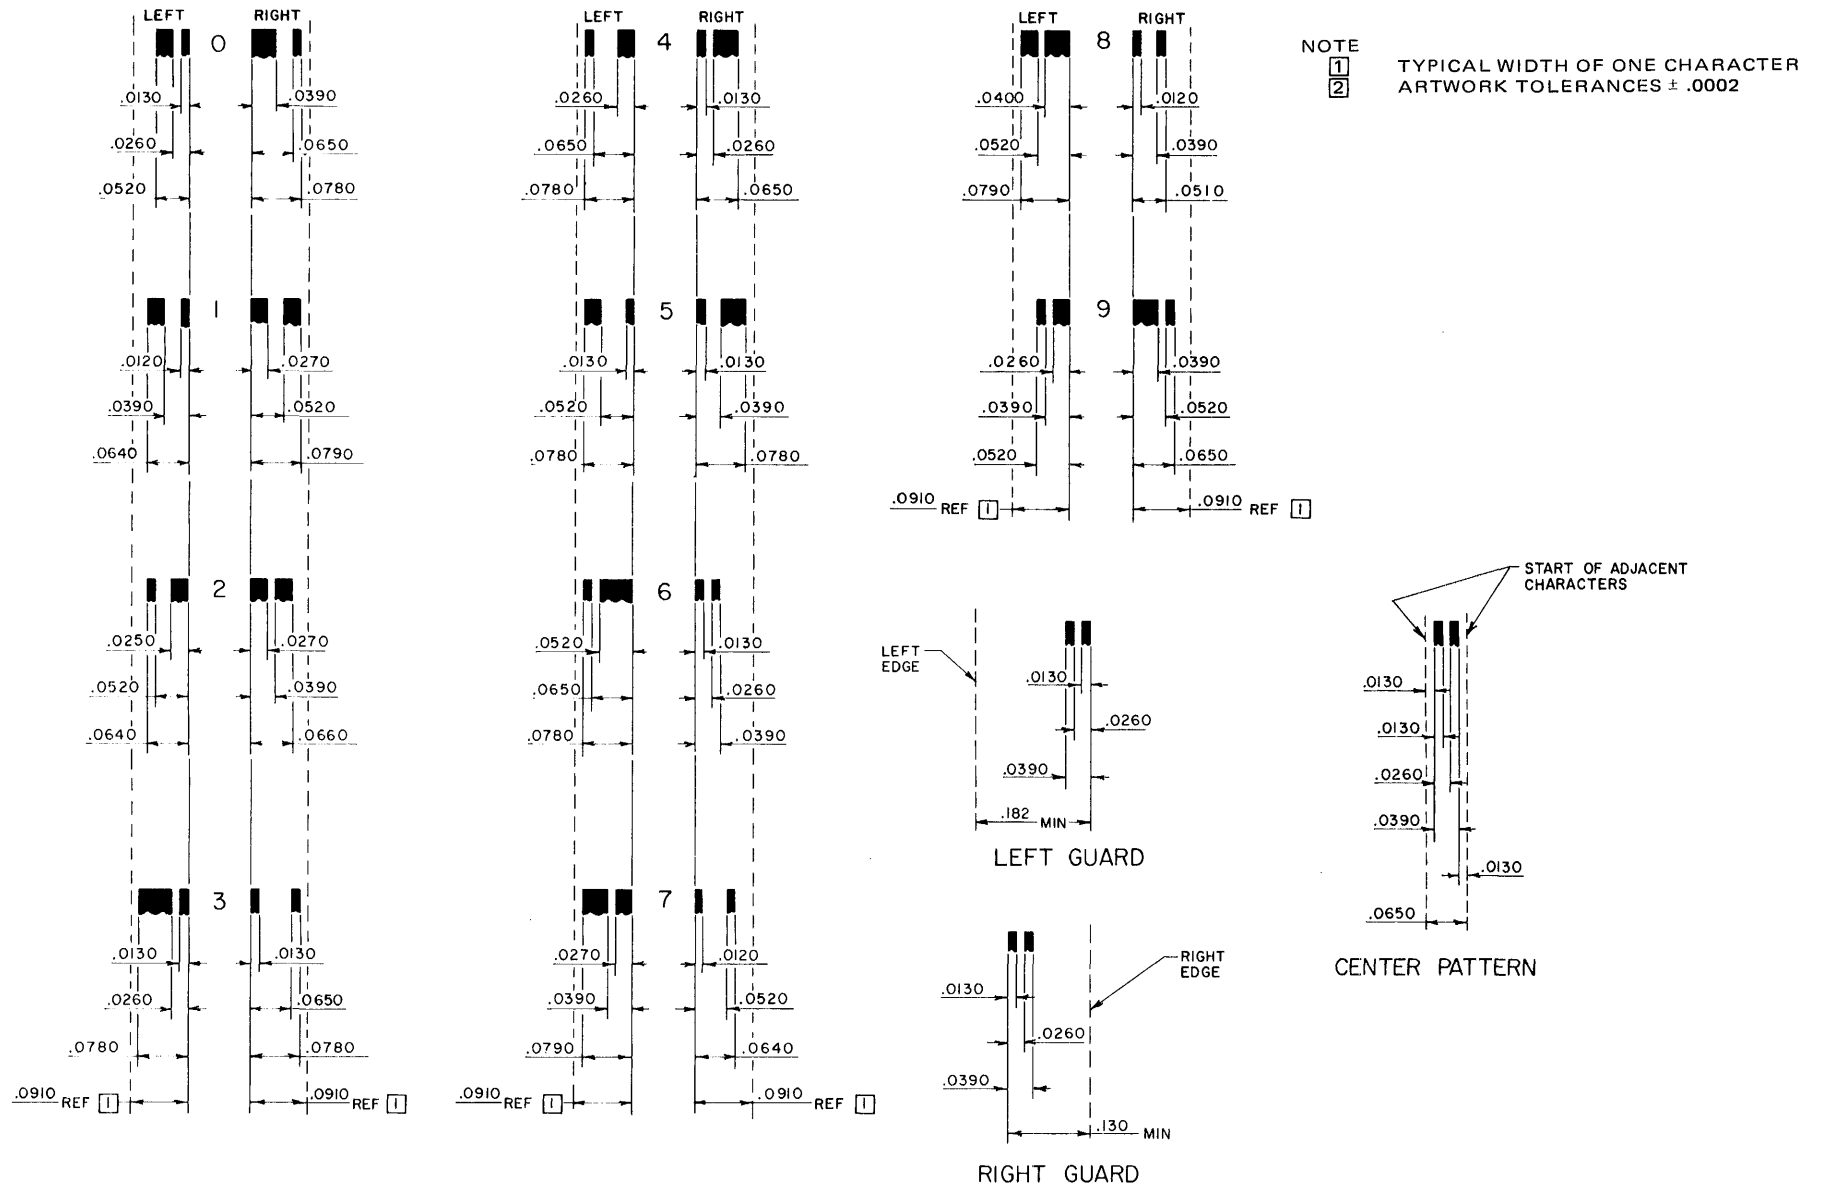 LEFT RIGHT
0
.0130 .0390
.0260 .0650
.0520 .0780
1
.0120 .0270
.0390 .0520
.0640 .0790
2
.0250 .0270
.0520 .0390
.0640 .0660
3
.0130 .0130
.0260 .0650
.0780 .0780
.0910 REF 1 .0910 REF 1
LEFT RIGHT
4
.0260 .0130
.0650 .0260
.0780 .0650
5
.0130 .0130
.0520 .0390
.0780 .0780
6
.0520 .0130
.0650 .0260
.0780 .0390
7
.0270 .0120
.0390 .0520
.0790 .0640
.0910 REF 1 .0910 REF 1
LEFT RIGHT
8
.0400 .0120
.0520 .0390
.0790 .0510
9
.0260 .0390
.0390 .0520
.0520 .0650
.0910 REF 1 .0910 REF 1
NOTE
1 TYPICAL WIDTH OF ONE CHARACTER
2 ARTWORK TOLERANCES ± .0002
LEFT
EDGE
.0130
.0260
.0390
.182 MIN
LEFT GUARD
RIGHT
EDGE
.0130
.0260
.0390
.130 MIN
RIGHT GUARD
START OF ADJACENT
CHARACTERS
.0130
.0130
.0260
.0390
.0130
.0650
CENTER PATTERN